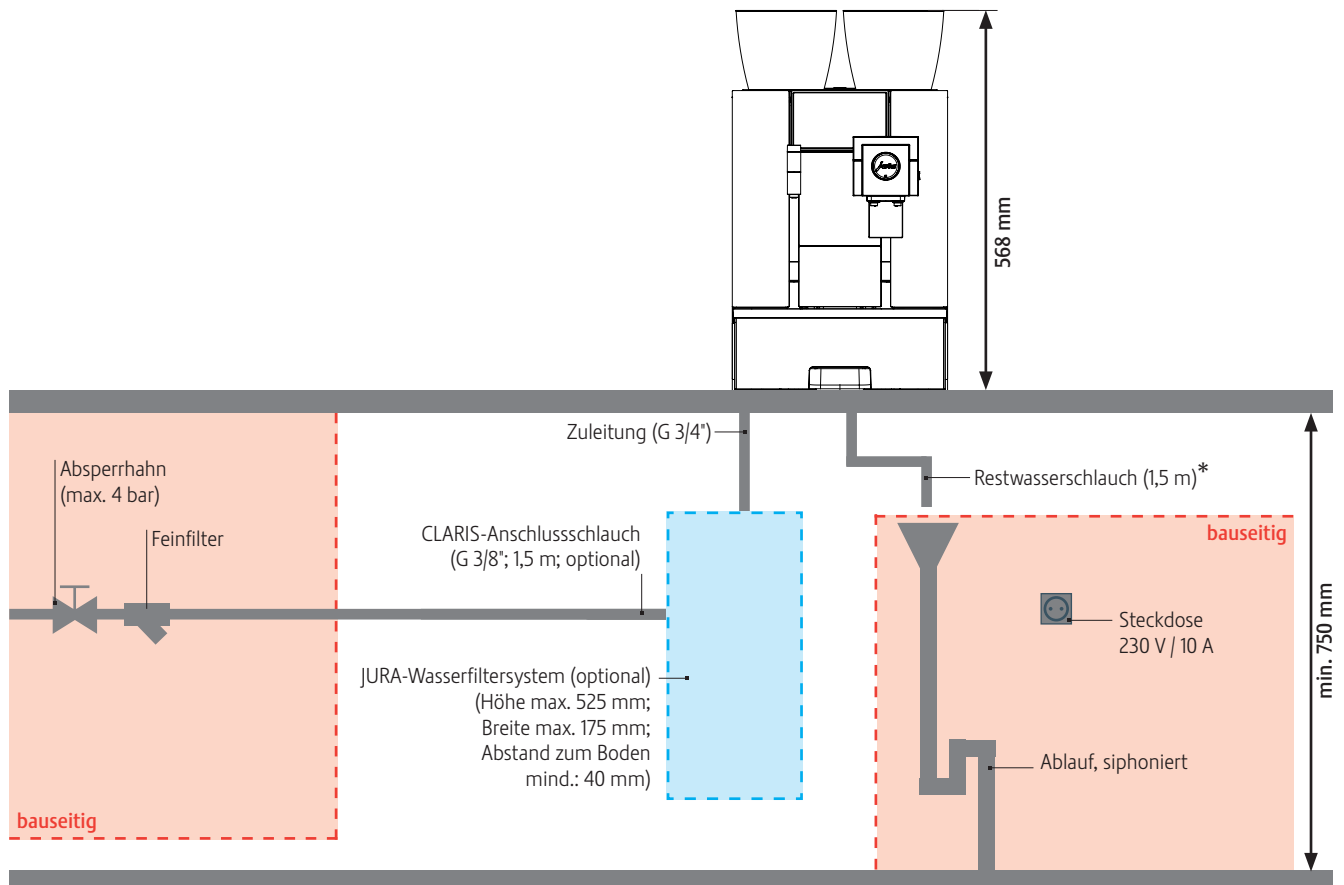 568 mm
Zuleitung (G 3/4")
Absperrhahn
(max. 4 bar)
Restwasserschlauch (1,5 m)*
CLARIS-Anschlussschlauch
(G 3/8"; 1,5 m; optional)
bauseitig
Feinfilter
Steckdose
230 V / 10 A
min. 750 mm
JURA-Wasserfiltersystem (optional)
(Höhe max. 525 mm;
Breite max. 175 mm;
Abstand zum Boden
mind.: 40 mm)
Ablauf, siphoniert
bauseitig
jura